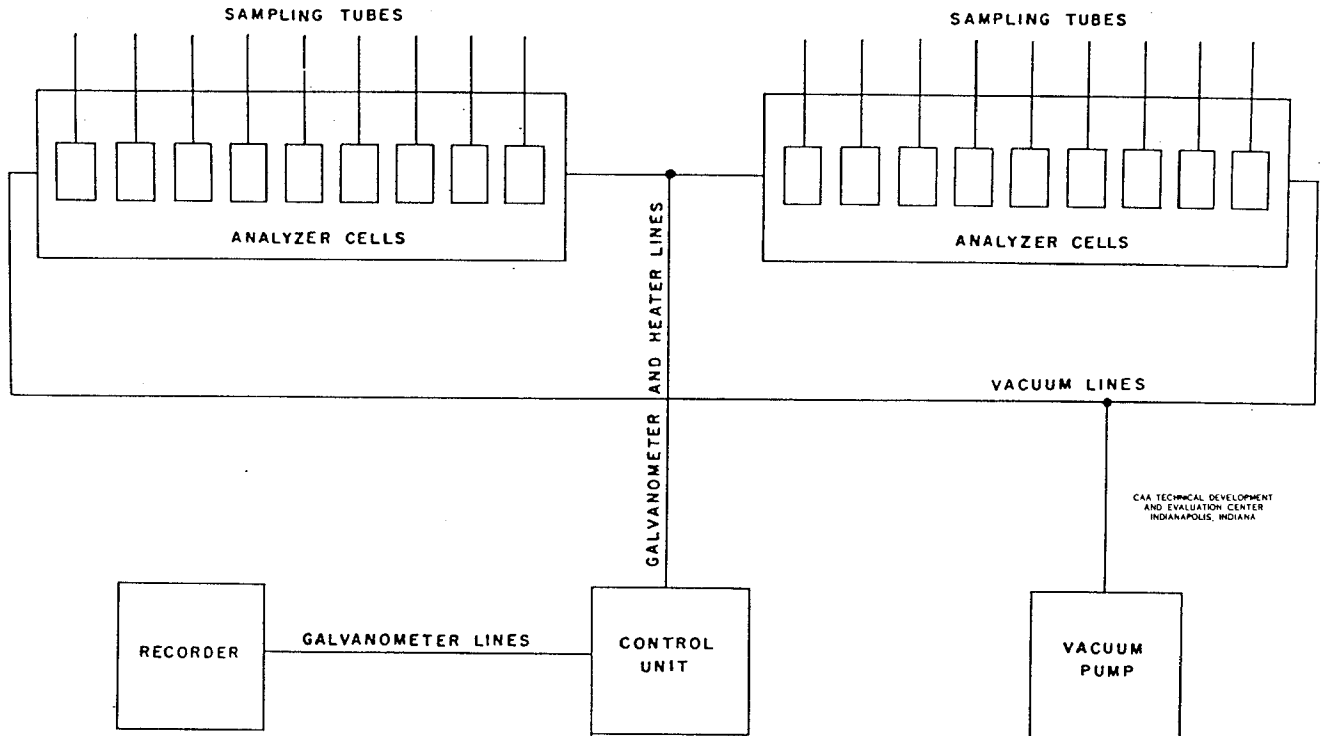 SAMPLING TUBES
SAMPLING TUBES
ANALYZER CELLS
ANALYZER CELLS
GALVANOMETER AND HEATER LINES
VACUUM LINES
CAA TECHNICAL DEVELOPMENT
AND EVALUATION CENTER
INDIANAPOLIS, INDIANA
RECORDER
GALVANOMETER LINES
CONTROL
UNIT
VACUUM
PUMP